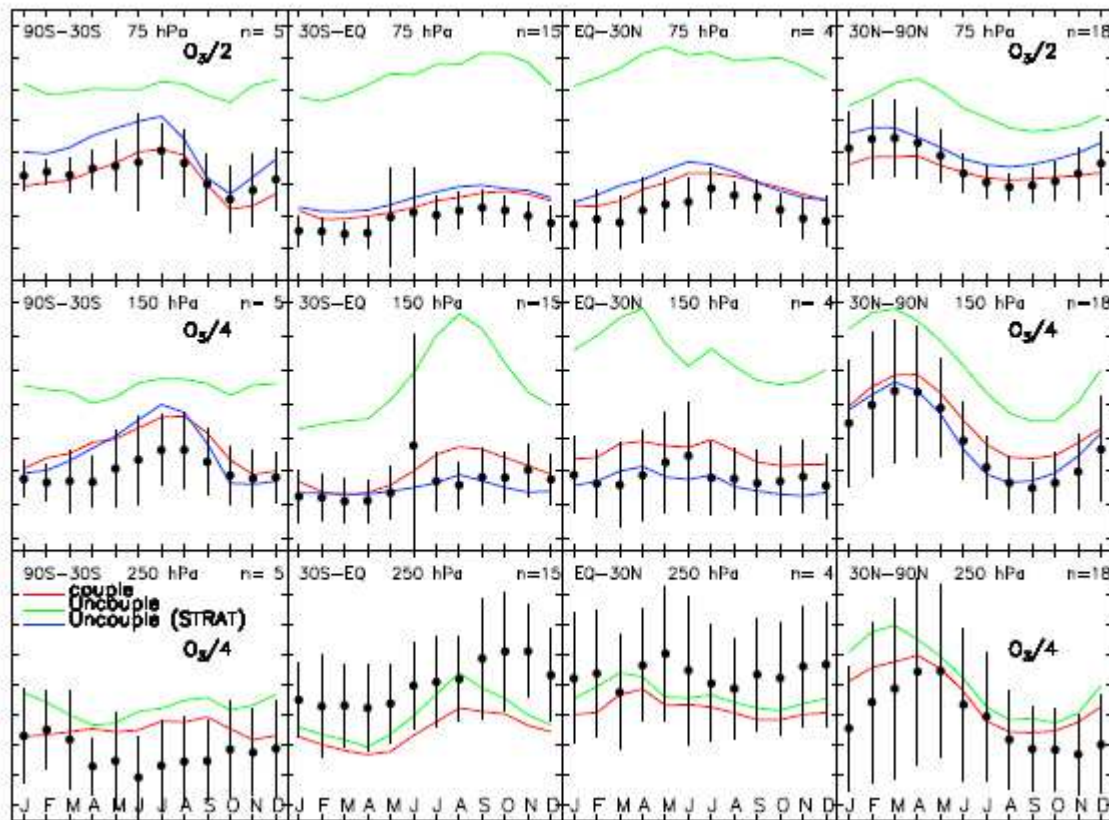 90S-30S 75 hPa n= 5
O3/2
30S-EQ 75 hPa n=15
EQ-30N 75 hPa n= 4
30N-90N 75 hPa n=18
O3/2
90S-30S 150 hPa n= 5
O3/4
30S-EQ 150 hPa n=15
EQ-30N 150 hPa n= 4
30N-90N 150 hPa n=18
O3/4
90S-30S 250 hPa n= 5
couple
Uncouple
Uncouple (STRAT)
O3/4
30S-EQ 250 hPa n=15
EQ-30N 250 hPa n= 4
30N-90N 250 hPa n=18
O3/4
J F M A M J J A S O N D
J F M A M J J A S O N D
J F M A M J J A S O N D
J F M A M J J A S O N D